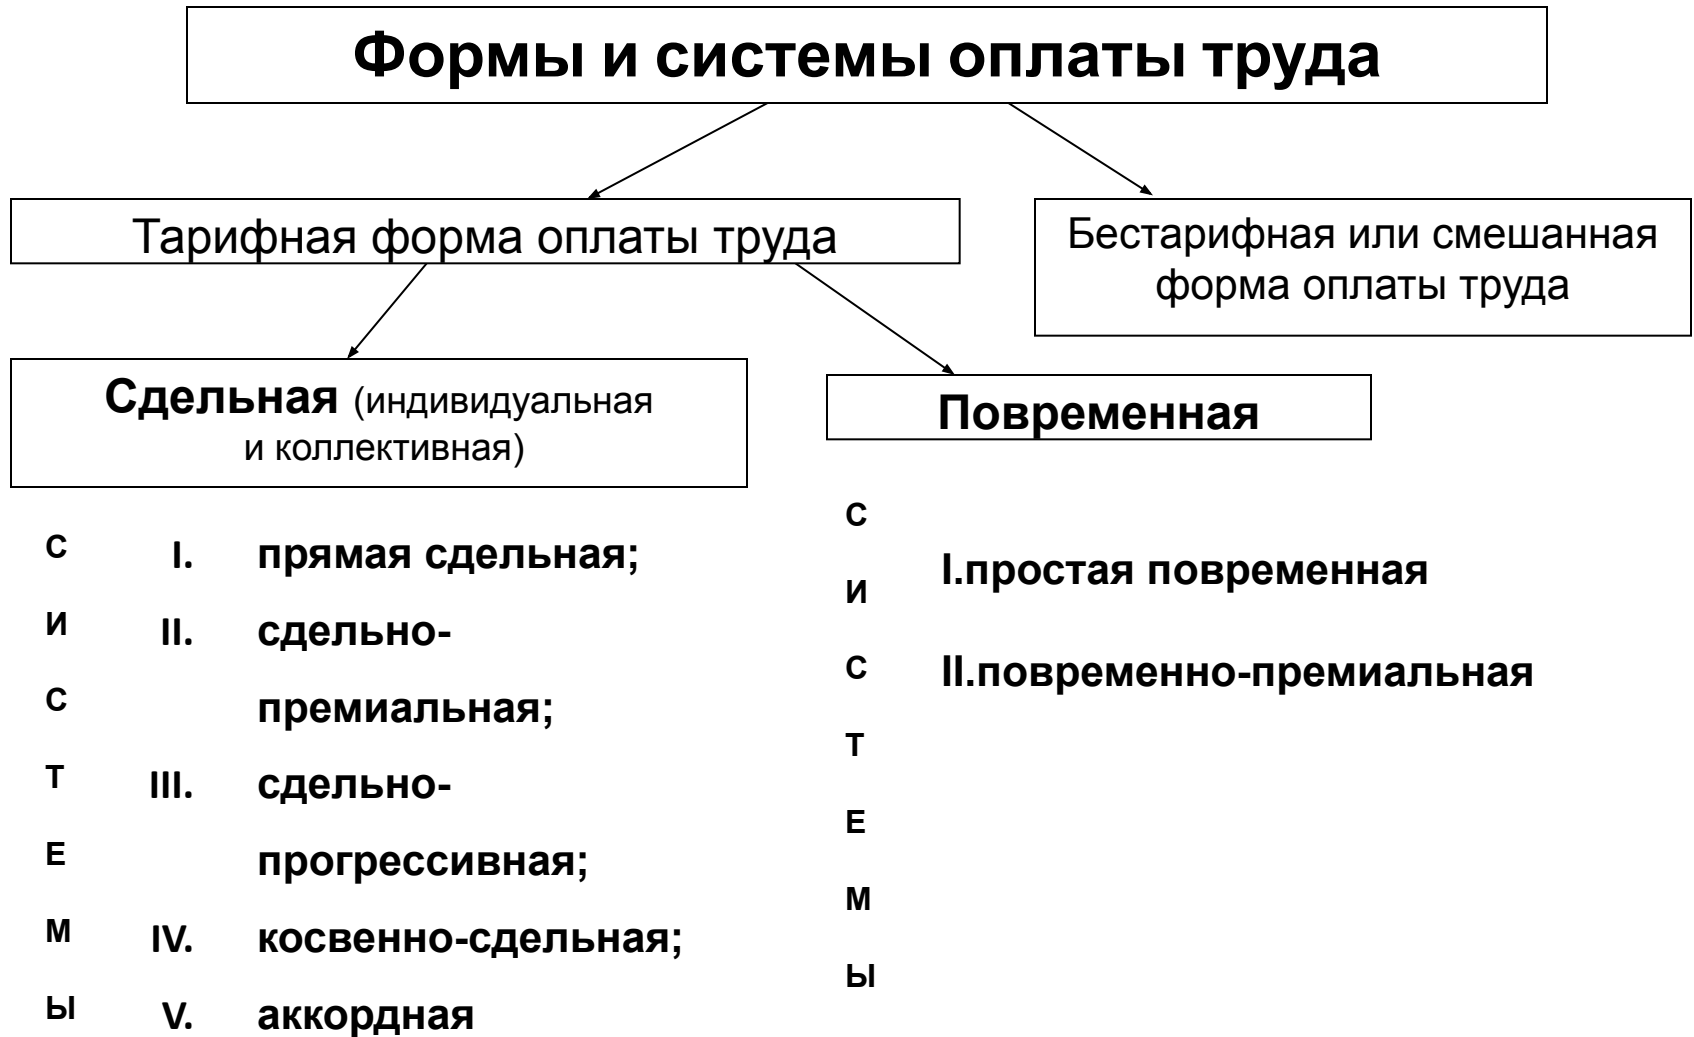 Формы и системы оплаты труда
Тарифная форма оплаты труда
Бестарифная или смешанная
форма оплаты труда
Сдельная (индивидуальная
и коллективная)
Повременная
С
И
С
Т
Е
М
Ы
I. прямая сдельная;
II. сдельно-
премиальная;
III. сдельно-
прогрессивная;
IV. косвенно-сдельная;
V. аккордная
С
И
С
Т
Е
М
Ы
I.простая повременная
II.повременно-премиальная